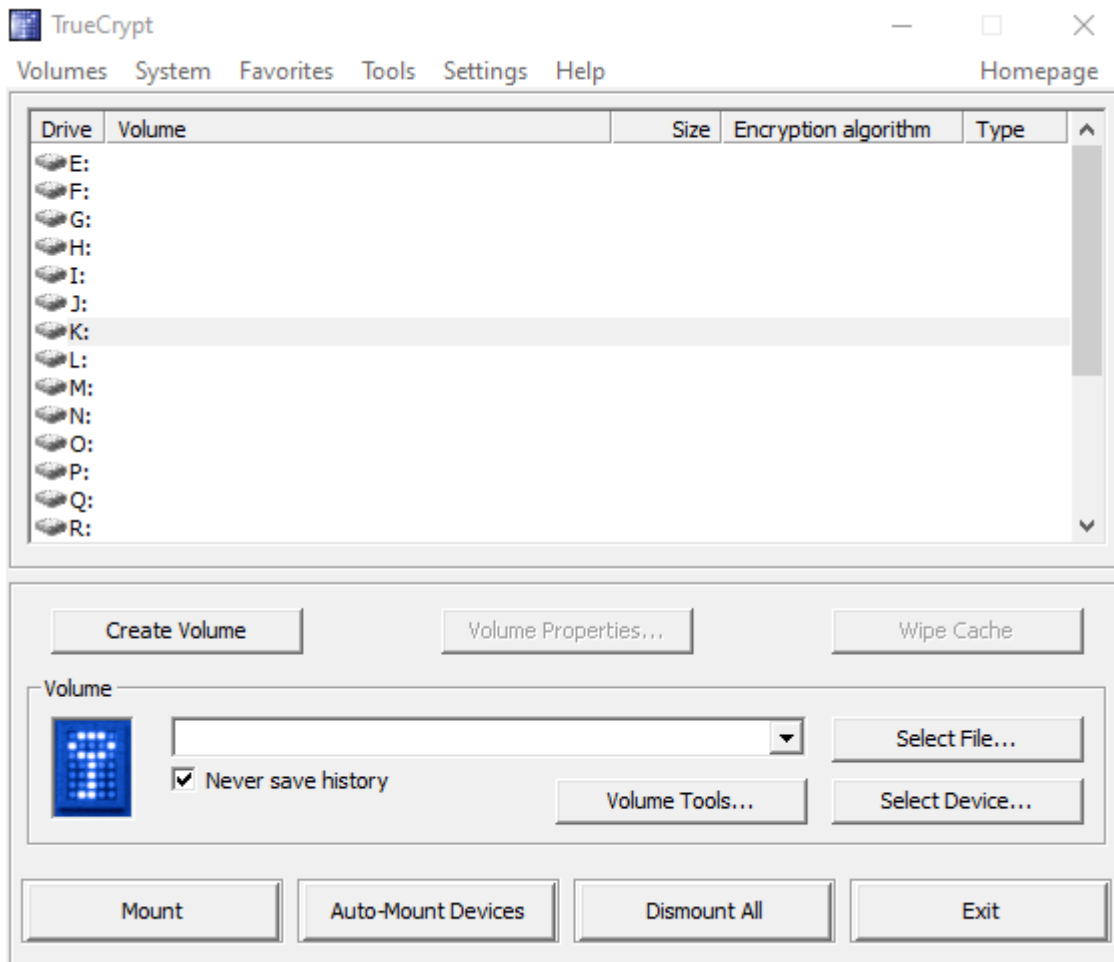 TrueCrypt
Volumes System Favorites Tools Settings Help Homepage
Drive Volume Size Encryption algorithm Type
E:
F:
G:
H:
I:
J:
K:
L:
M:
N:
O:
P:
Q:
R:
Create Volume Volume Properties... Wipe Cache
Volume
Select File...
Never save history
Volume Tools... Select Device...
Mount Auto-Mount Devices Dismount All Exit